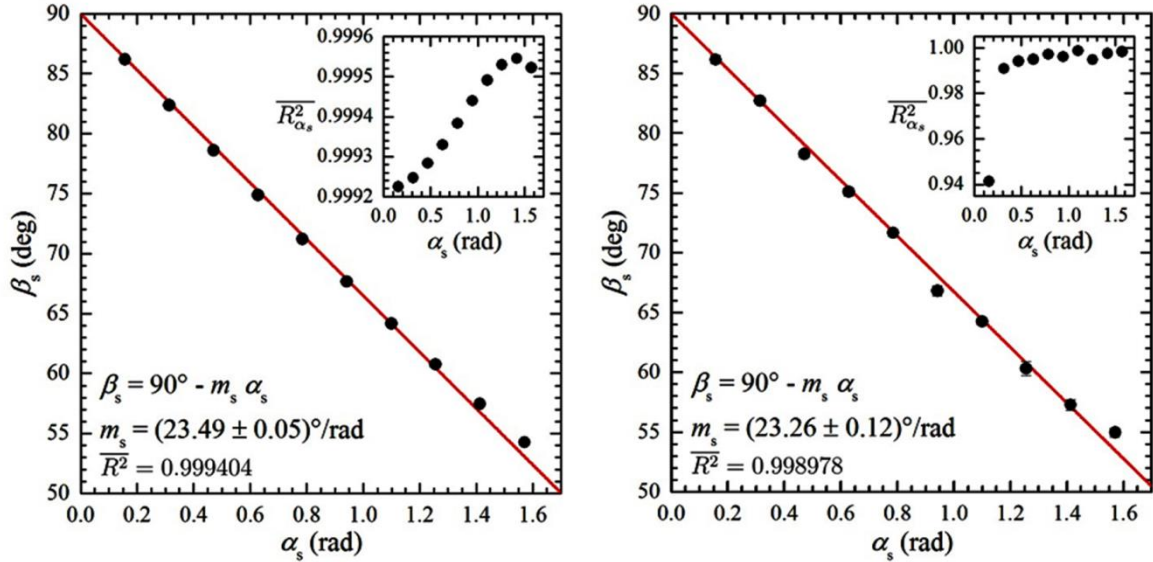 90
85
80
75
70
65
60
55
50
β_s (deg)
0.0 0.2 0.4 0.6 0.8 1.0 1.2 1.4 1.6
α_s (rad)
β_s = 90° - m_s α_s
m_s = (23.49 ± 0.05)°/rad
R² = 0.999404
0.9996
0.9995
0.9994
0.9993
0.9992
R²_αs
0.0 0.5 1.0 1.5
α_s (rad)
90
85
80
75
70
65
60
55
50
β_s (deg)
0.0 0.2 0.4 0.6 0.8 1.0 1.2 1.4 1.6
α_s (rad)
β_s = 90° - m_s α_s
m_s = (23.26 ± 0.12)°/rad
R² = 0.998978
1.00
0.98
0.96
0.94
R²_αs
0.0 0.5 1.0 1.5
α_s (rad)